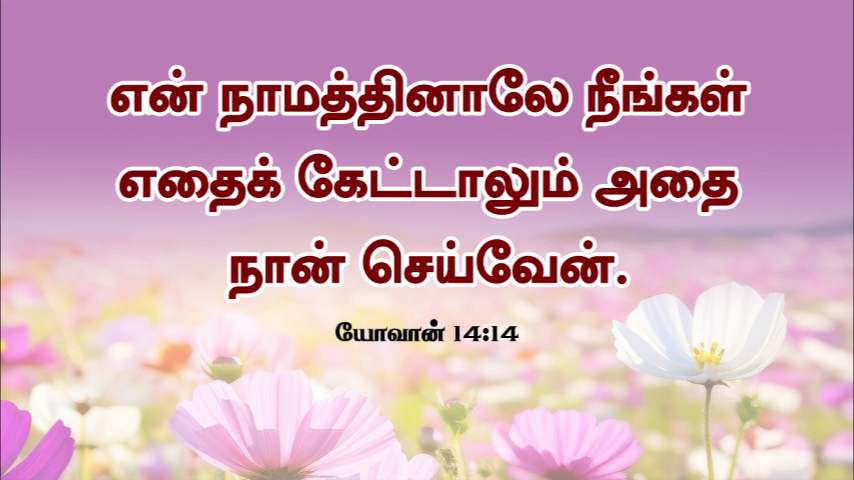 என் நாமத்தினாலே நீங்கள்
எதைக் கேட்டாலும் அதை
நான் செய்வேன்.
யோவான் 14:14